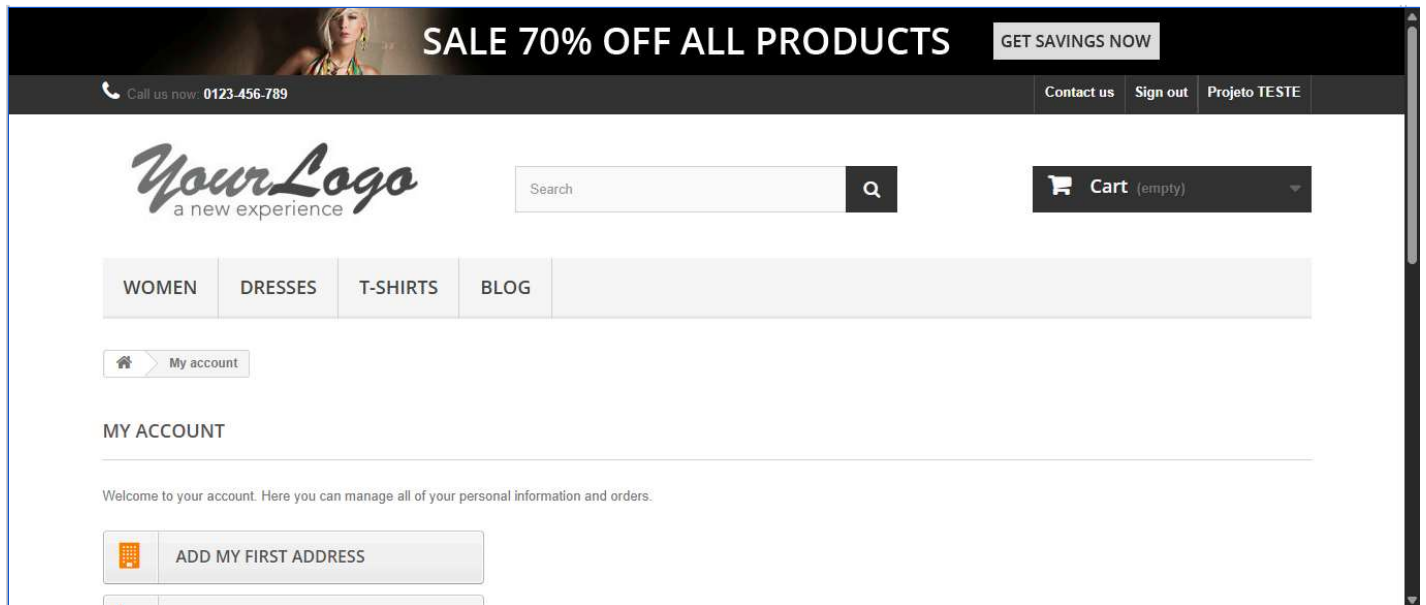 SALE 70% OFF ALL PRODUCTS GET SAVINGS NOW
Call us now: 0123-456-789 Contact us Sign out Projeto TESTE
YourLogo
a new experience
Search
Cart (empty)
WOMEN DRESSES T-SHIRTS BLOG
My account
MY ACCOUNT
Welcome to your account. Here you can manage all of your personal information and orders.
ADD MY FIRST ADDRESS